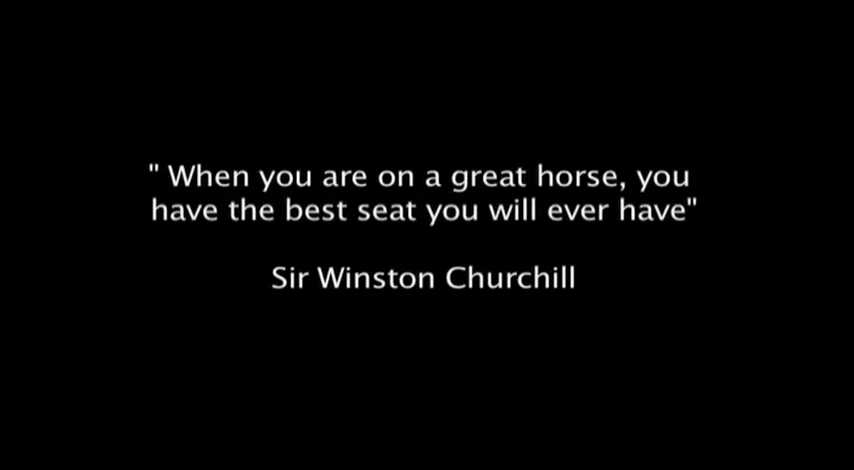 " When you are on a great horse, you
have the best seat you will ever have"
Sir Winston Churchill